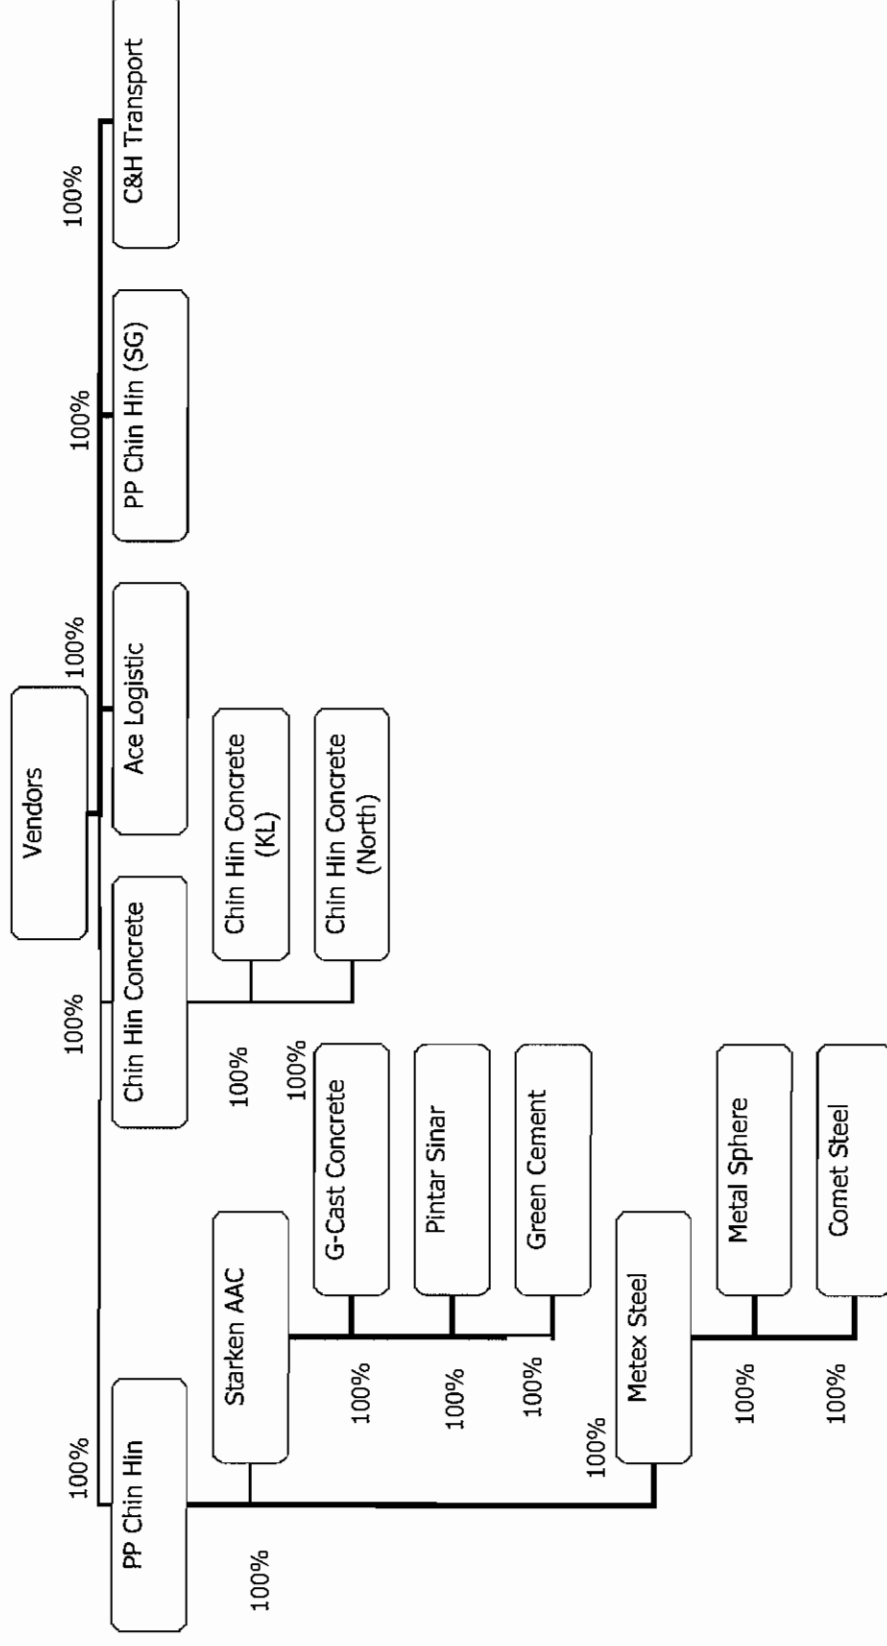 Vendors
100%
100%
100%
100%
100%
PP Chin Hin
Chin Hin Concrete
Ace Logistic
PP Chin Hin (SG)
C&H Transport
100%
Starken AAC
100%
Chin Hin Concrete
(KL)
100%
G-Cast Concrete
100%
Chin Hin Concrete
(North)
100%
Pintar Sinar
100%
Green Cement
100%
Metex Steel
100%
Metal Sphere
100%
Comet Steel